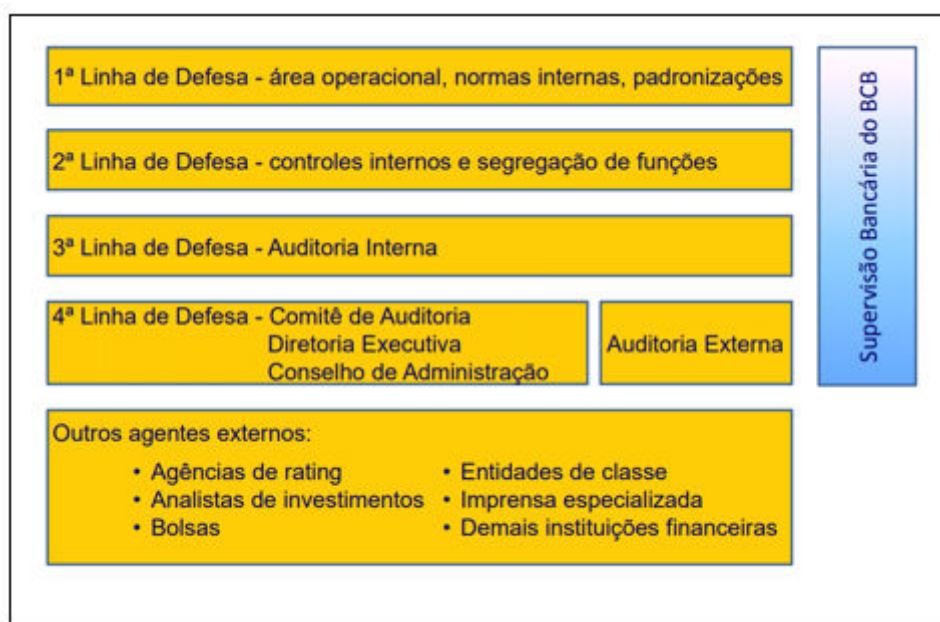 1ª Linha de Defesa - área operacional, normas internas, padronizações
2ª Linha de Defesa - controles internos e segregação de funções
3ª Linha de Defesa - Auditoria Interna
4ª Linha de Defesa - Comitê de Auditoria
Diretoria Executiva
Conselho de Administração
Auditoria Externa
Outros agentes externos:
• Agências de rating
• Analistas de investimentos
• Bolsas
• Entidades de classe
• Imprensa especializada
• Demais instituições financeiras
Supervisão Bancária do BCB